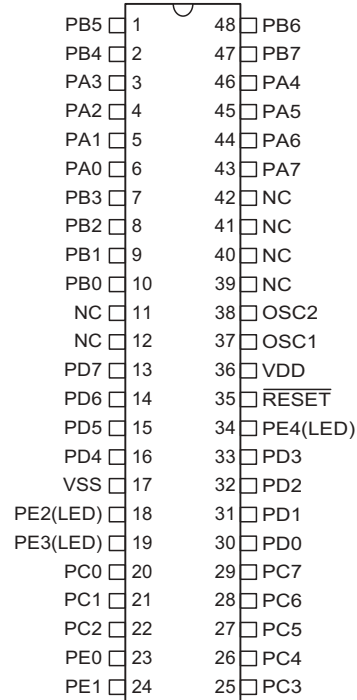 PB5 1 48 PB6
PB4 2 47 PB7
PA3 3 46 PA4
PA2 4 45 PA5
PA1 5 44 PA6
PA0 6 43 PA7
PB3 7 42 NC
PB2 8 41 NC
PB1 9 40 NC
PB0 10 39 NC
NC 11 38 OSC2
NC 12 37 OSC1
PD7 13 36 VDD
PD6 14 35 RESET
PD5 15 34 PE4(LED)
PD4 16 33 PD3
VSS 17 32 PD2
PE2(LED) 18 31 PD1
PE3(LED) 19 30 PD0
PC0 20 29 PC7
PC1 21 28 PC6
PC2 22 27 PC5
PE0 23 26 PC4
PE1 24 25 PC3